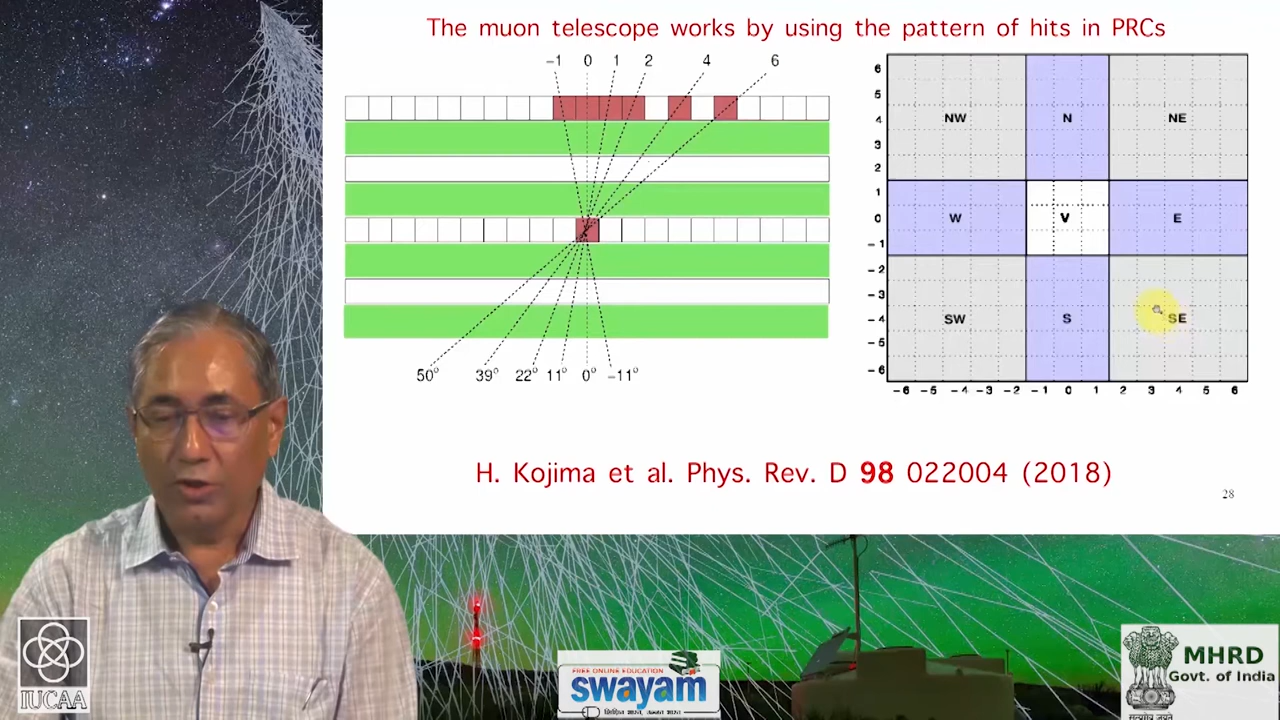 The muon telescope works by using the pattern of hits in PRCs
−1 0 1 2 4 6
50° 39° 22° 11° 0° −11°
6
5
4
3
2
1
0
-1
-2
-3
-4
-5
-6
NW N NE
W V E
SW S SE
-6 -5 -4 -3 -2 -1 0 1 2 3 4 5 6
H. Kojima et al. Phys. Rev. D 98 022004 (2018)
28
IUCAA
FREE ONLINE EDUCATION
swayam
MHRD
Govt. of India